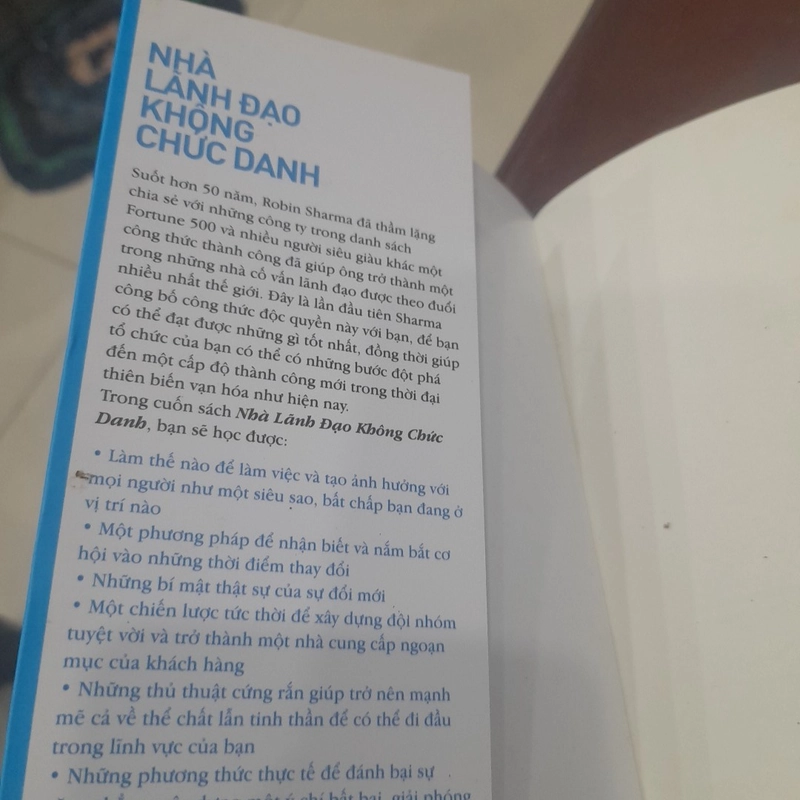 NHÀ
LÃNH ĐẠO
KHÔNG
CHỨC DANH
Suốt hơn 50 năm, Robin Sharma đã thầm lặng
chia sẻ với những công ty trong danh sách
Fortune 500 và nhiều người siêu giàu khác một
công thức thành công đã giúp ông trở thành một
trong những nhà cố vấn lãnh đạo được theo đuổi
nhiều nhất thế giới. Đây là lần đầu tiên Sharma
công bố công thức độc quyền này với bạn, để bạn
có thể đạt được những gì tốt nhất, đồng thời giúp
tổ chức của bạn có thể có những bước đột phá
đến một cấp độ thành công mới trong thời đại
thiên biến vạn hóa như hiện nay.
Trong cuốn sách Nhà Lãnh Đạo Không Chức
Danh, bạn sẽ học được:
• Làm thế nào để làm việc và tạo ảnh hưởng với
mọi người như một siêu sao, bất chấp bạn đang ở
vị trí nào
• Một phương pháp để nhận biết và nắm bắt cơ
hội vào những thời điểm thay đổi
• Những bí mật thật sự của sự đổi mới
• Một chiến lược tức thời để xây dựng đội nhóm
tuyệt vời và trở thành một nhà cung cấp ngoạn
mục của khách hàng
• Những thủ thuật cứng rắn giúp trở nên mạnh
mẽ cả về thể chất lẫn tinh thần để có thể đi đầu
trong lĩnh vực của bạn
• Những phương thức thực tế để đánh bại sự
một ý chí bất bại, giải phóng